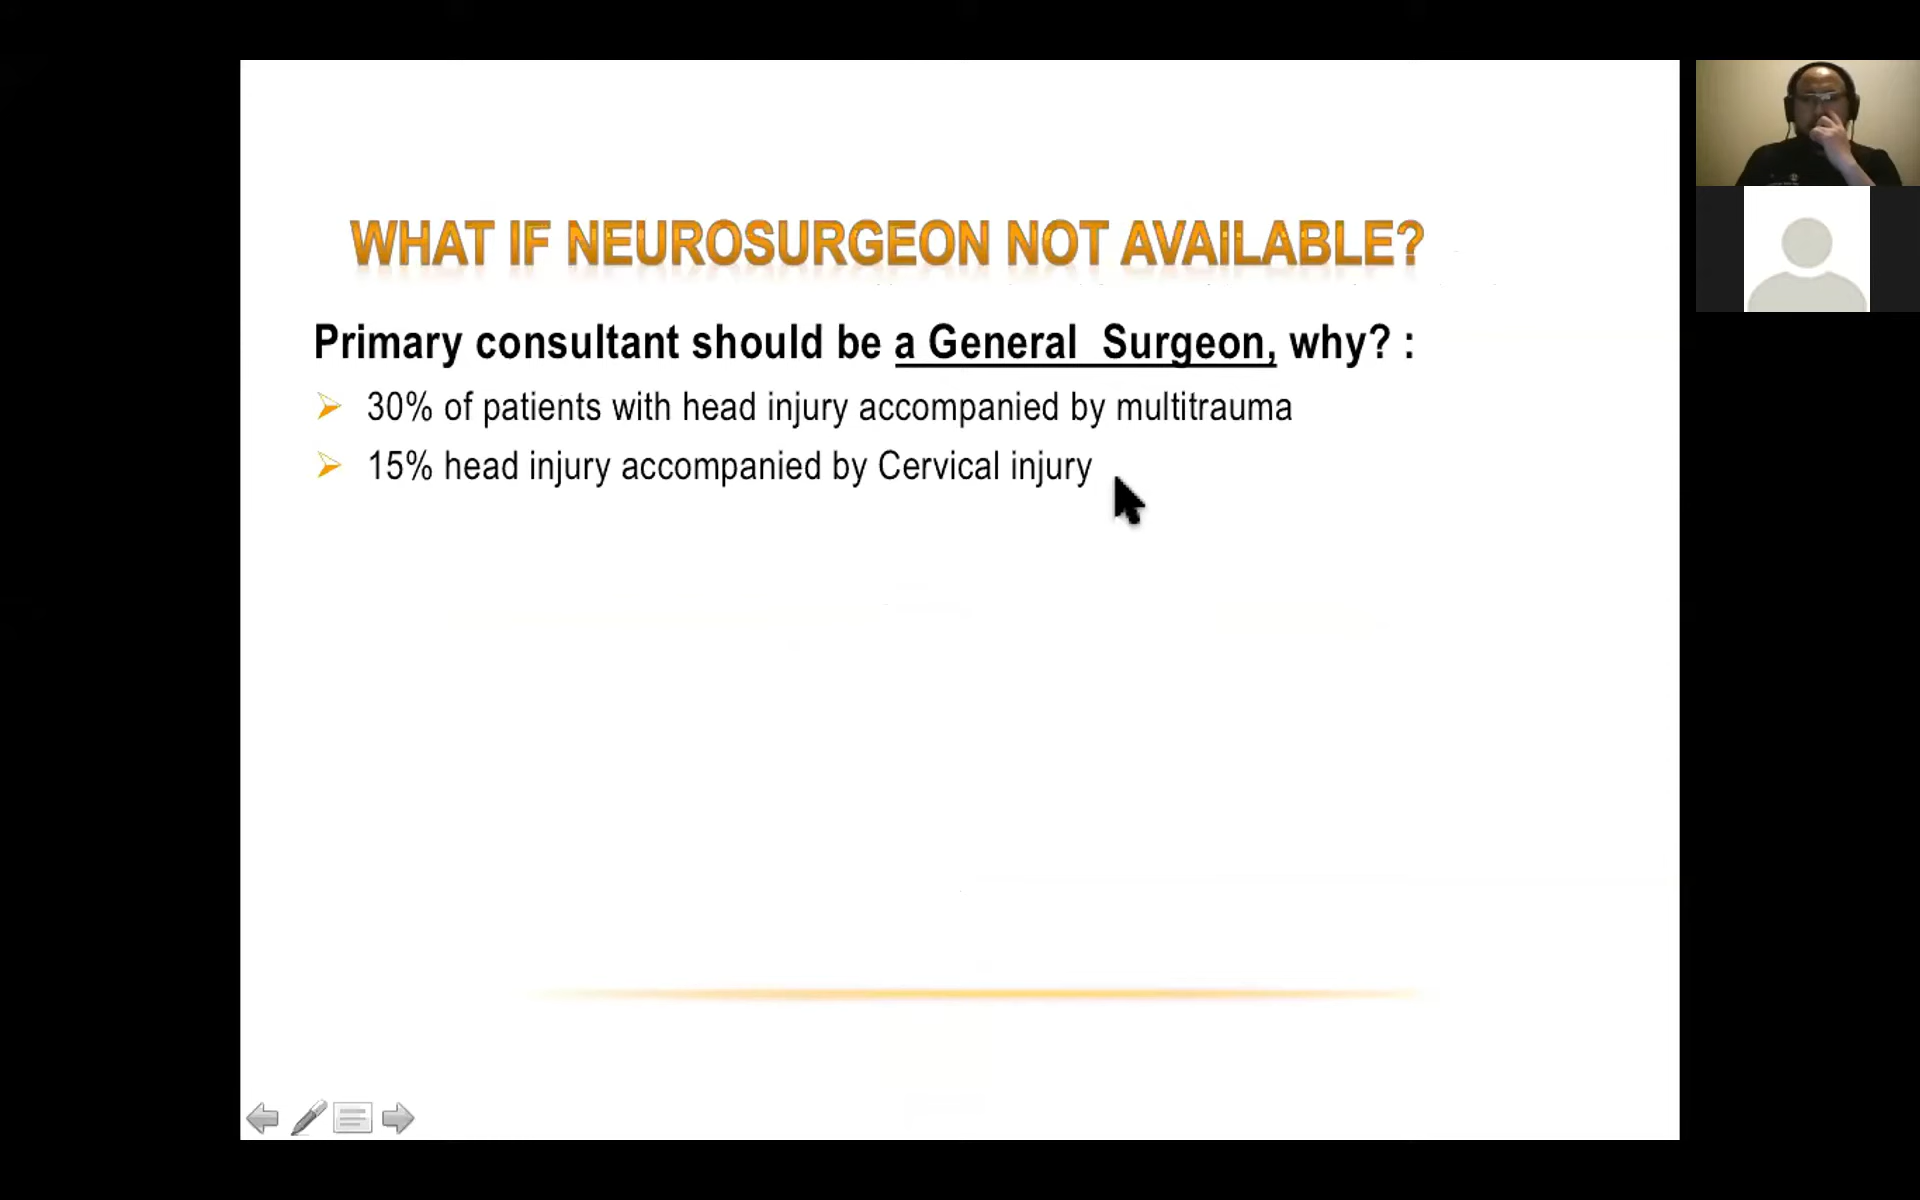 WHAT IF NEUROSURGEON NOT AVAILABLE?
Primary consultant should be a General Surgeon, why? :
30% of patients with head injury accompanied by multitrauma
15% head injury accompanied by Cervical injury